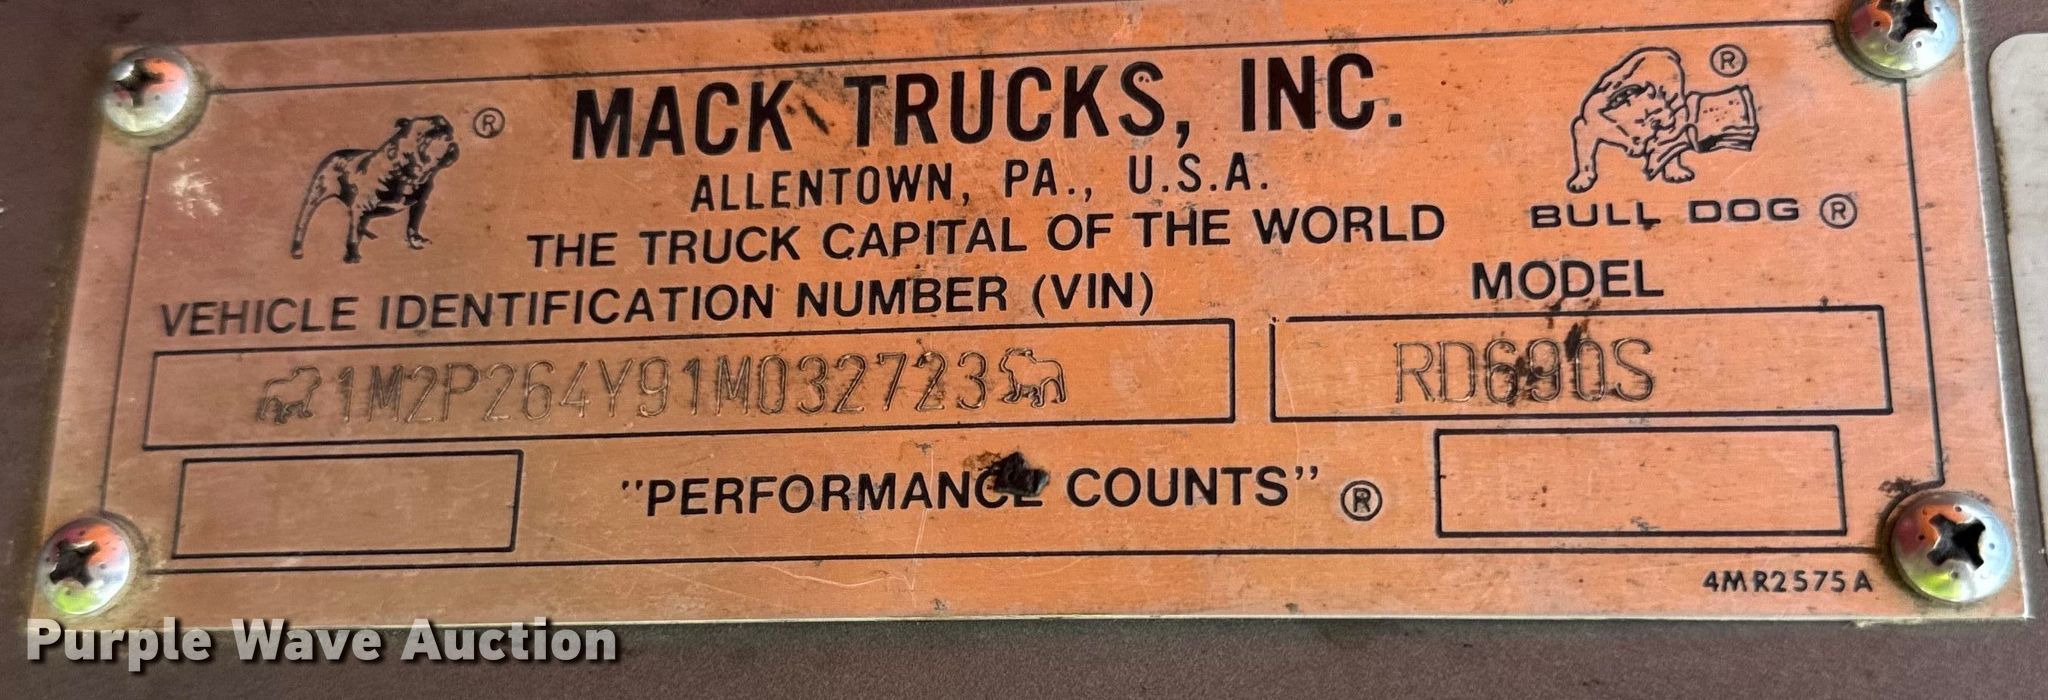 ®
MACK TRUCKS, INC.
®
ALLENTOWN, PA., U.S.A.
BULL DOG ®
THE TRUCK CAPITAL OF THE WORLD
VEHICLE IDENTIFICATION NUMBER (VIN)
MODEL
1M2P264Y91M032723
RD690S
"PERFORMANCE COUNTS" ®
4MR2575A
Purple Wave Auction